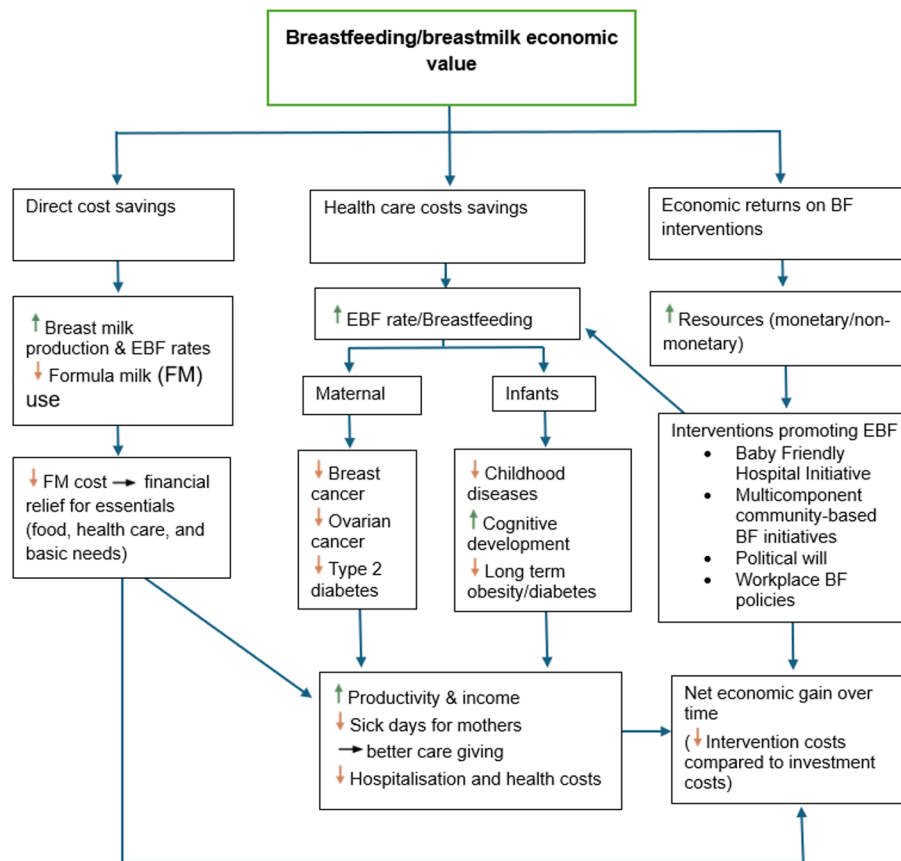 Breastfeeding/breastmilk economic
value
Direct cost savings
Health care costs savings
Economic returns on BF
interventions
↑ Breast milk
production & EBF rates
↓ Formula milk (FM)
use
↑ EBF rate/Breastfeeding
↑ Resources (monetary/non-
monetary)
Maternal
Infants
↓ FM cost → financial
relief for essentials
(food, health care, and
basic needs)
↓ Breast
cancer
↓ Ovarian
cancer
↓ Type 2
diabetes
↓ Childhood
diseases
↑ Cognitive
development
↓ Long term
obesity/diabetes
Interventions promoting EBF
• Baby Friendly
Hospital Initiative
• Multicomponent
community-based
BF initiatives
• Political will
• Workplace BF
policies
↑ Productivity & income
↓ Sick days for mothers
→ better care giving
↓ Hospitalisation and health costs
Net economic gain over
time
(↓ Intervention costs
compared to investment
costs)